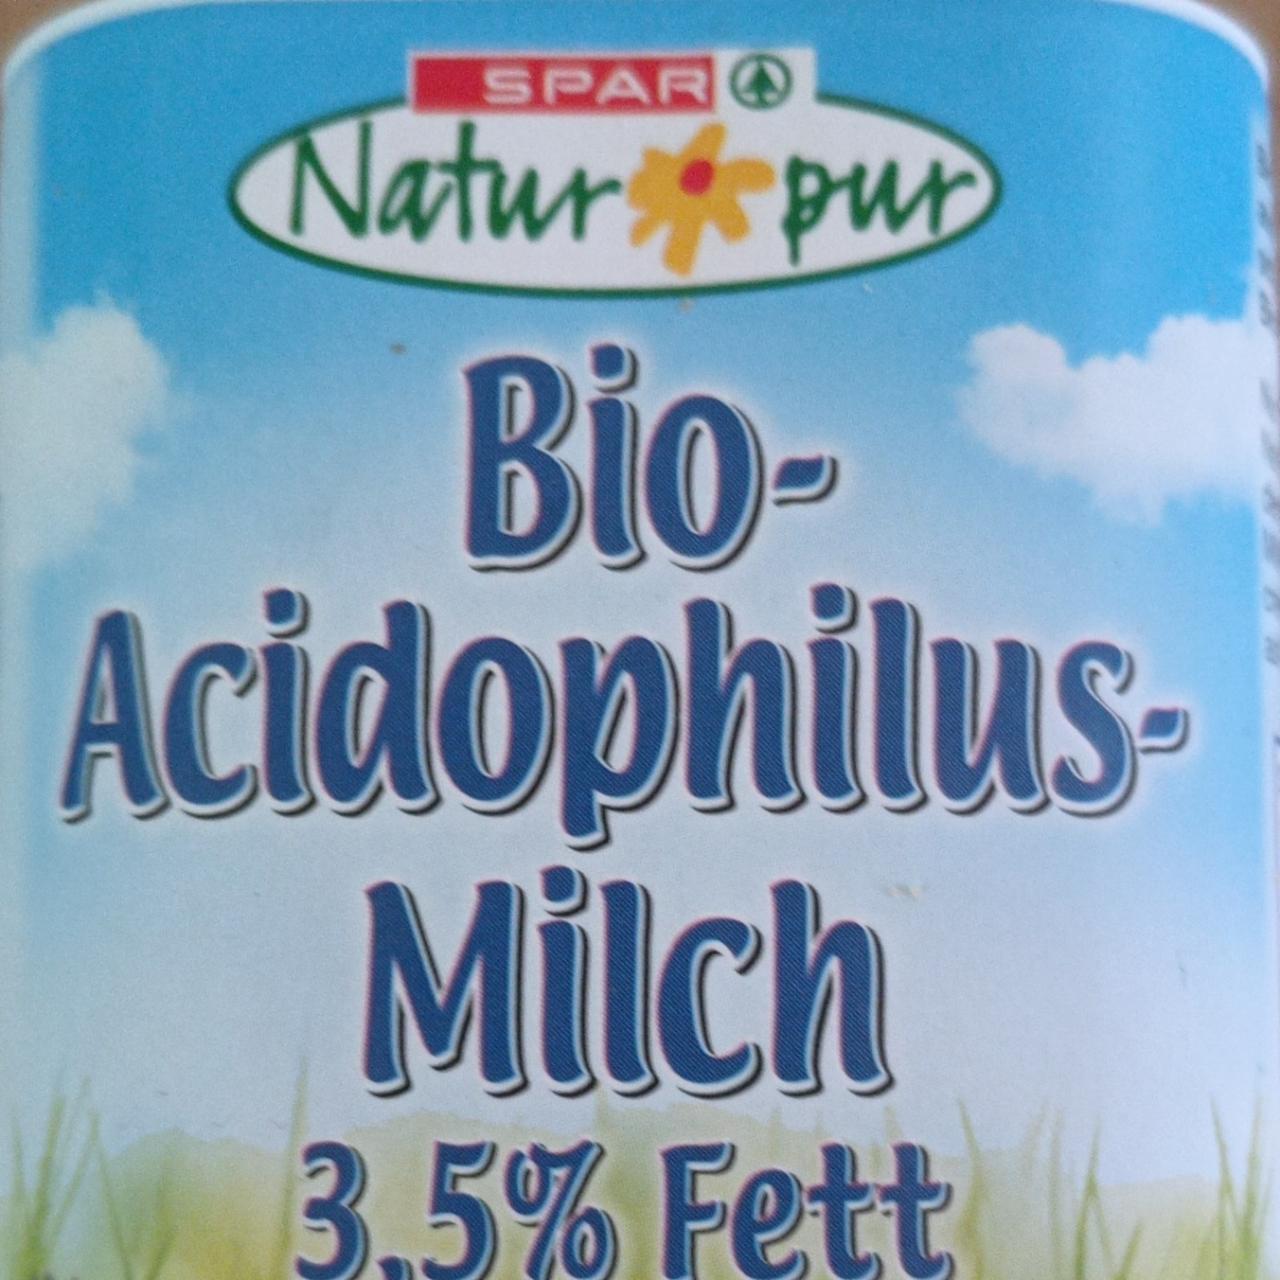 SPAR
Natur pur
Bio-
Acidophilus-
Milch
3,5% Fett